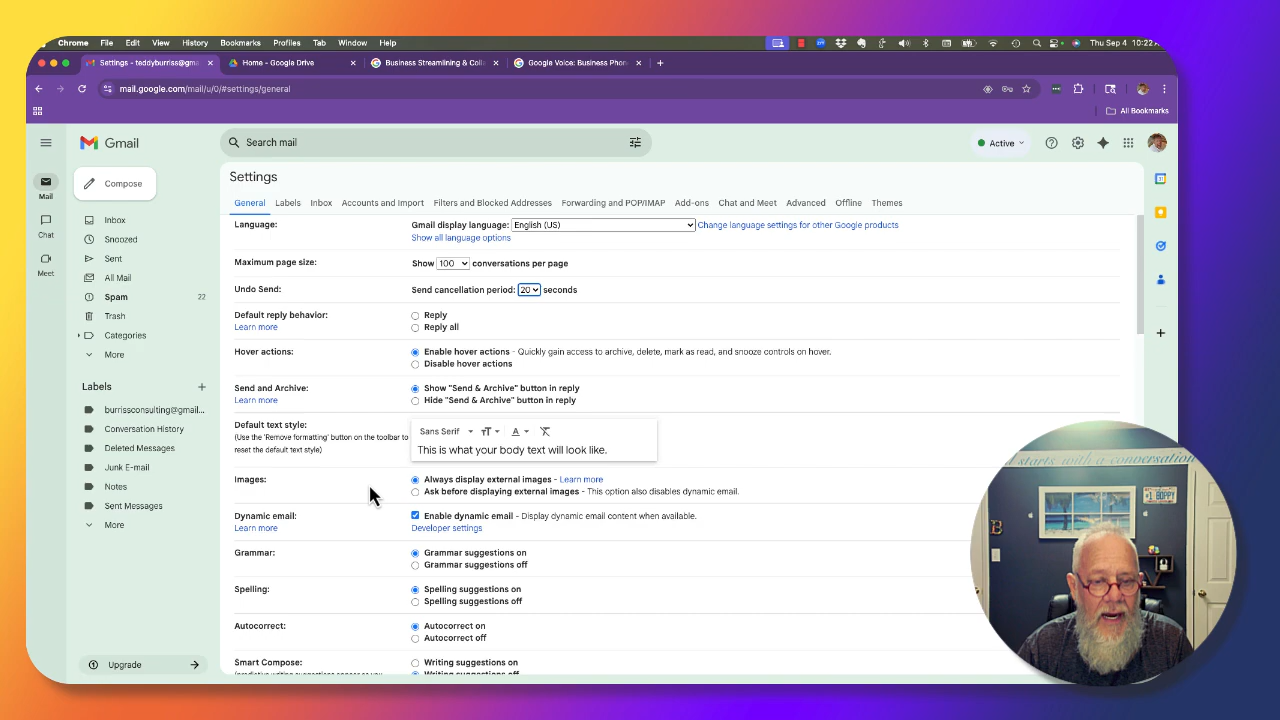 Chrome File Edit View History Bookmarks Profiles Tab Window Help Thu Sep 4 10:22
Settings - teddyburriss@gma Home - Google Drive Business Streamlining & Colla Google Voice: Business Phon
mail.google.com/mail/u/0/#settings/general
All Bookmarks
Gmail
Search mail
Active
Mail
Chat
Meet
Compose
Inbox
Snoozed
Sent
All Mail
Spam 22
Trash
Categories
More
Labels
burrissconsulting@gmail...
Conversation History
Deleted Messages
Junk E-mail
Notes
Sent Messages
More
Upgrade
Settings
General Labels Inbox Accounts and Import Filters and Blocked Addresses Forwarding and POP/IMAP Add-ons Chat and Meet Advanced Offline Themes
Language: Gmail display language: English (US) Change language settings for other Google products
Show all language options
Maximum page size: Show 100 conversations per page
Undo Send: Send cancellation period: 20 seconds
Default reply behavior: Reply
Learn more Reply all
Hover actions: Enable hover actions - Quickly gain access to archive, delete, mark as read, and snooze controls on hover.
Disable hover actions
Send and Archive: Show "Send & Archive" button in reply
Learn more Hide "Send & Archive" button in reply
Default text style:
(Use the 'Remove formatting' button on the toolbar to
reset the default text style)
Sans Serif
This is what your body text will look like.
Images: Always display external images - Learn more
Ask before displaying external images - This option also disables dynamic email.
Dynamic email: Enable dynamic email - Display dynamic email content when available.
Learn more Developer settings
Grammar: Grammar suggestions on
Grammar suggestions off
Spelling: Spelling suggestions on
Spelling suggestions off
Autocorrect: Autocorrect on
Autocorrect off
Smart Compose: Writing suggestions on
starts with a conversation
#1 BOPPY